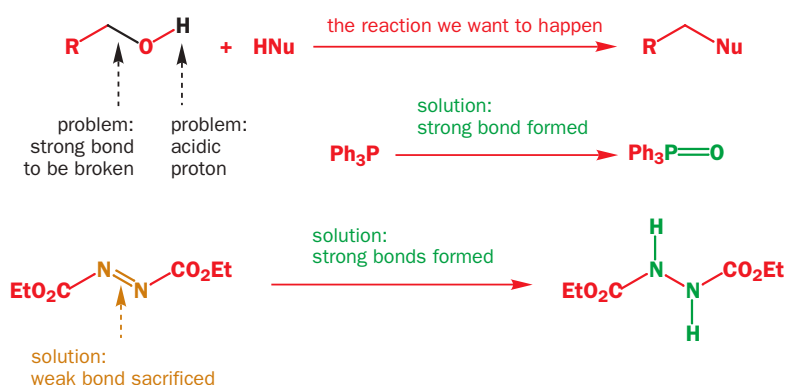 the reaction we want to happen
R O H + HNu R Nu
problem:
strong bond
to be broken
problem:
acidic
proton
solution:
strong bond formed
Ph3P Ph3P O
solution:
strong bonds formed
EtO2C N N CO2Et
H
EtO2C N N CO2Et
H
solution:
weak bond sacrificed